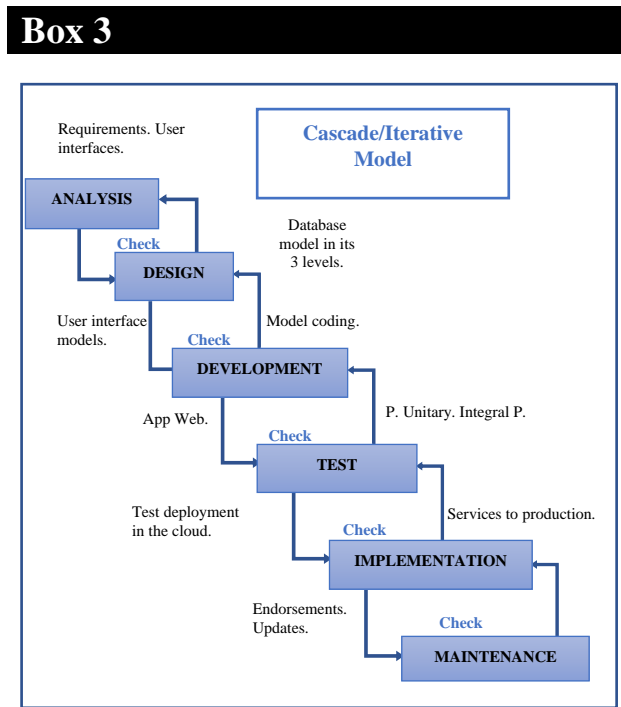 Box 3
Requirements. User
interfaces.
Cascade/Iterative
Model
ANALYSIS
Database
model in its
3 levels.
Check
DESIGN
User interface
models.
Model coding.
Check
DEVELOPMENT
App Web.
P. Unitary. Integral P.
Check
TEST
Test deployment
in the cloud.
Services to production.
Check
IMPLEMENTATION
Endorsements.
Updates.
Check
MAINTENANCE